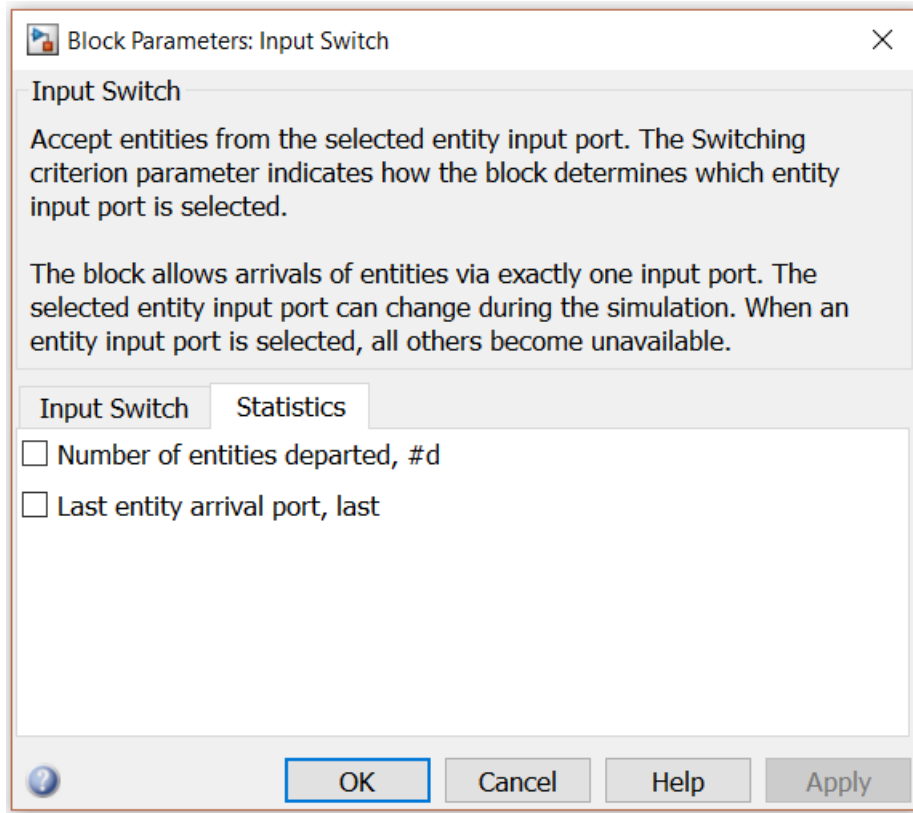 Block Parameters: Input Switch
Input Switch
Accept entities from the selected entity input port. The Switching
criterion parameter indicates how the block determines which entity
input port is selected.
The block allows arrivals of entities via exactly one input port. The
selected entity input port can change during the simulation. When an
entity input port is selected, all others become unavailable.
Input Switch Statistics
Number of entities departed, #d
Last entity arrival port, last
? OK Cancel Help Apply